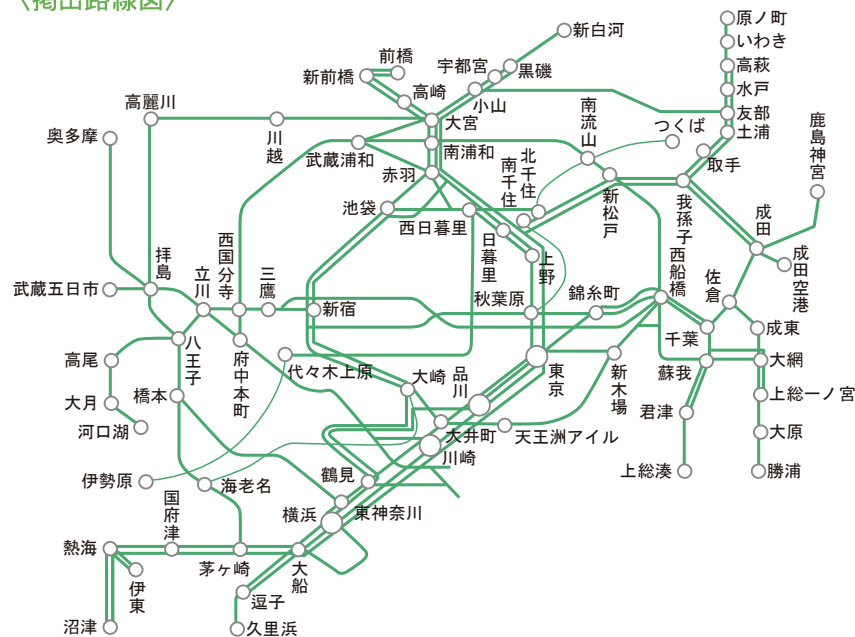 〈掲出路線図〉
原ノ町
いわき
高萩
水戸
友部
土浦
取手
新白河
黒磯
宇都宮
小山
前橋
新前橋
高崎
大宮
高麗川
川越
奥多摩
武蔵浦和
南浦和
赤羽
南流山
つくば
北千住
南千住
鹿島神宮
新松戸
我孫子
成田
成田空港
池袋
西日暮里
日暮里
上野
西船橋
佐倉
武蔵五日市
拝島
立川
西国分寺
三鷹
新宿
秋葉原
錦糸町
千葉
成東
八王子
府中本町
高尾
代々木上原
大崎
品川
東京
新木場
蘇我
大網
大月
橋本
河口湖
君津
上総一ノ宮
大井町
天王洲アイル
川崎
大原
伊勢原
海老名
鶴見
上総湊
勝浦
国府津
横浜
東神奈川
熱海
茅ヶ崎
大船
伊東
逗子
沼津
久里浜